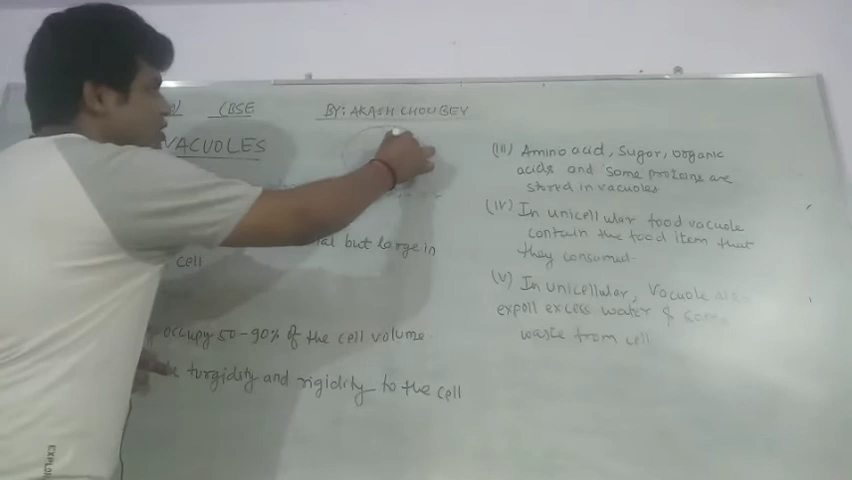 CBSE BY: AKASH CHOUBEY
VACUOLES
but large in
cell
occupy 50-90% of the cell volume
turgidity and rigidity to the cell
(III) Amino acid, Sugar, organic
acids and some proteins are
stored in vacuoles
(IV) In unicellular food vacuole
contain the food item that
they consumed.
(V) In unicellular, Vacuole
expoll excess water &
waste from cell
EXPLO